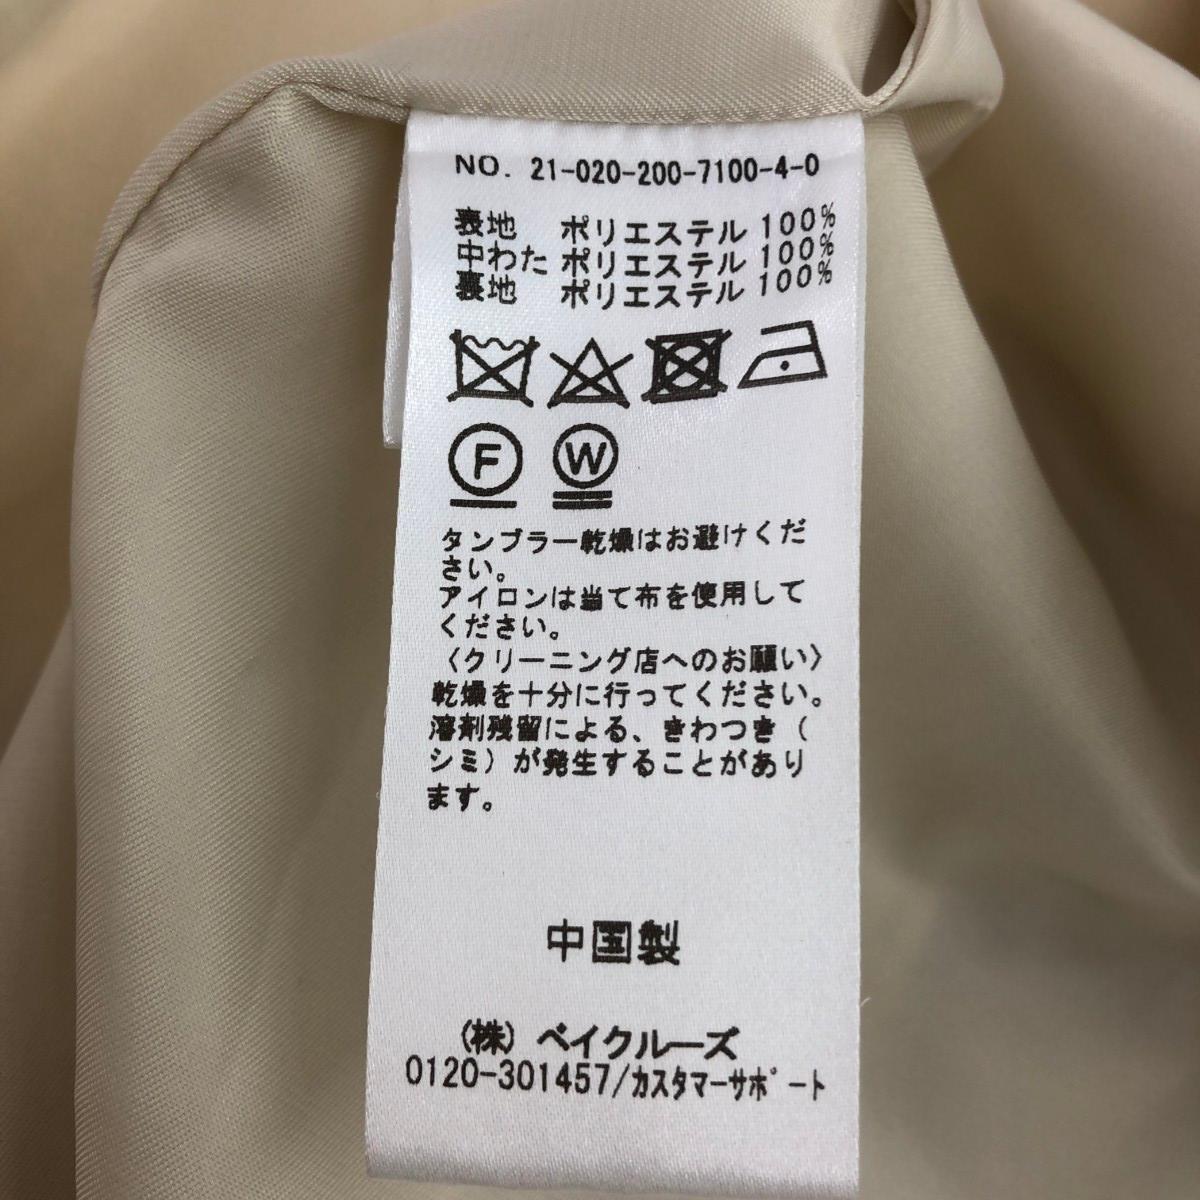 NO. 21-020-200-7100-4-0
表地 ポリエステル 100%
中わた ポリエステル 100%
裏地 ポリエステル 100%
F W
タンブラー乾燥はお避けくだ
さい。
アイロンは当て布を使用して
ください。
〈クリーニング店へのお願い〉
乾燥を十分に行ってください。
溶剤残留による、きわつき(
シミ)が発生することがあり
ます。
中国製
(株) ベイクルーズ
0120-301457/カスタマーサポート